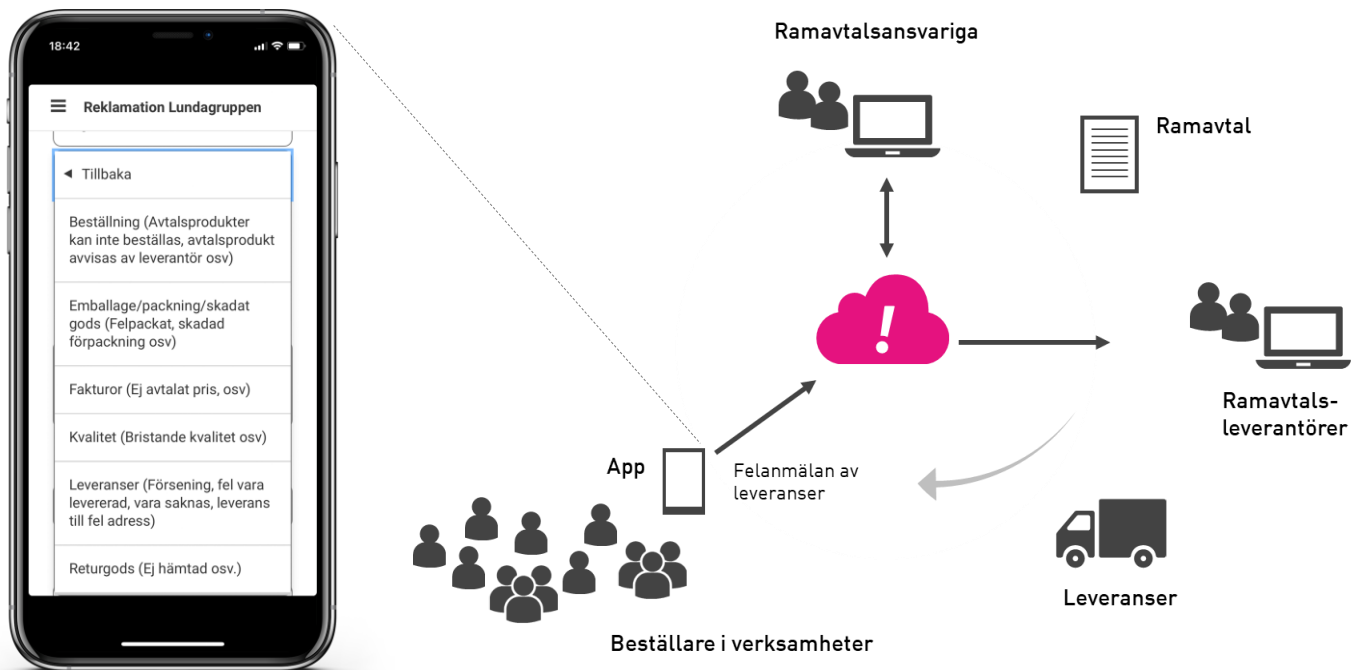 18:42
Reklamation Lundagruppen
Tillbaka
Beställning (Avtalsprodukter
kan inte beställas, avtalsprodukt
avvisas av leverantör osv)
Emballage/packning/skadat
gods (Felpackat, skadad
förpackning osv)
Fakturor (Ej avtalat pris, osv)
Kvalitet (Bristande kvalitet osv)
Leveranser (Försening, fel vara
levererad, vara saknas, leverans
till fel adress)
Returgods (Ej hämtad osv.)
Ramavtalsansvariga
Ramavtal
!
Ramavtals-
leverantörer
App
Felanmälan av
leveranser
Leveranser
Beställare i verksamheter